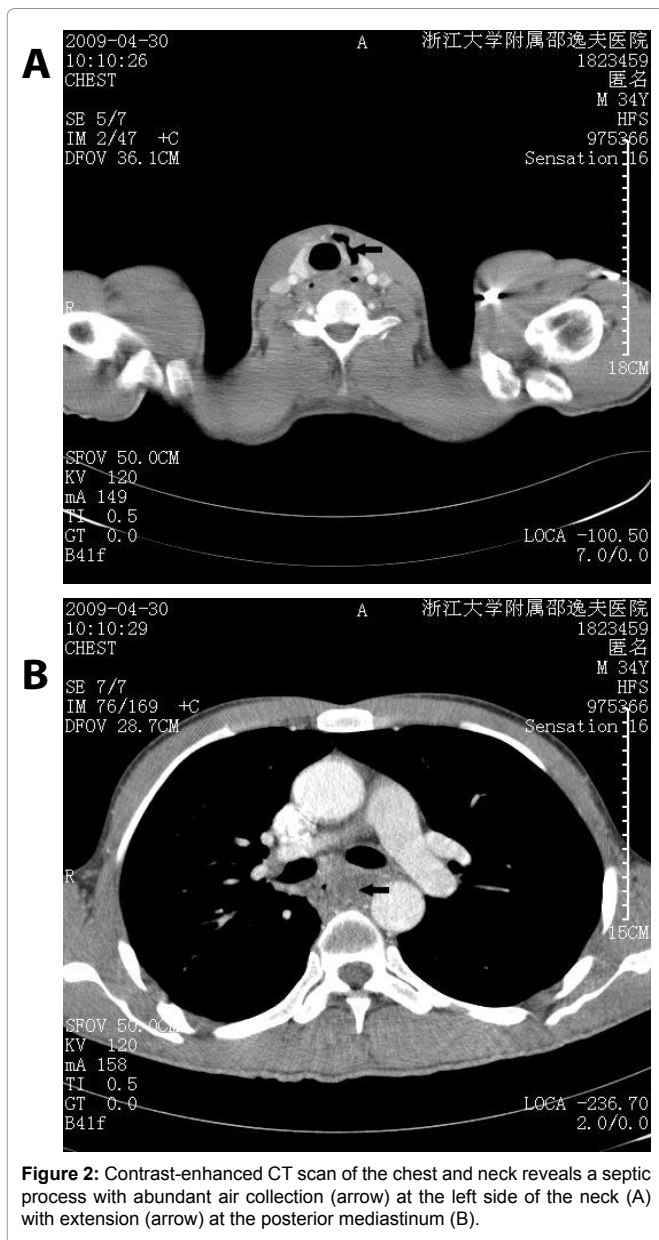 A
2009-04-30
10:10:26
CHEST
SE 5/7
IM 2/47 +C
DFOV 36.1CM
A
浙江大学附属邵逸夫医院
1823459
匿名
M 34Y
HFS
975366
Sensation 16
R
18CM
SFOV 50.0CM
KV 120
mA 149
TI 0.5
GT 0.0
B41f
LOCA -100.50
7.0/0.0
B
2009-04-30
10:10:29
CHEST
SE 7/7
IM 76/169 +C
DFOV 28.7CM
A
浙江大学附属邵逸夫医院
1823459
匿名
M 34Y
HFS
975366
Sensation 16
R
15CM
SFOV 50.0CM
KV 120
mA 158
TI 0.5
GT 0.0
B41f
LOCA -236.70
2.0/0.0
Figure 2: Contrast-enhanced CT scan of the chest and neck reveals a septic
process with abundant air collection (arrow) at the left side of the neck (A)
with extension (arrow) at the posterior mediastinum (B).